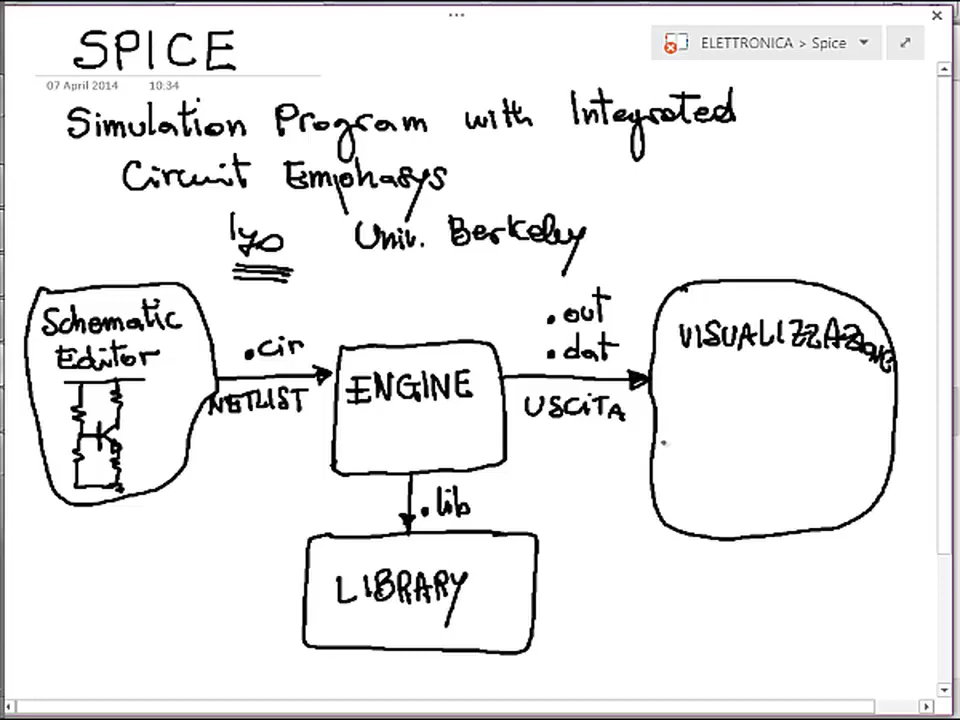 SPICE
ELETTRONICA > Spice
07 April 2014 10:34
Simulation Program with Integrated
Circuit Emphasys
Univ. Berkeley
Schematic
Editor
.cir
NETLIST
ENGINE
.out
.dat
USCITA
VISUALIZZAZIONE
.lib
LIBRARY